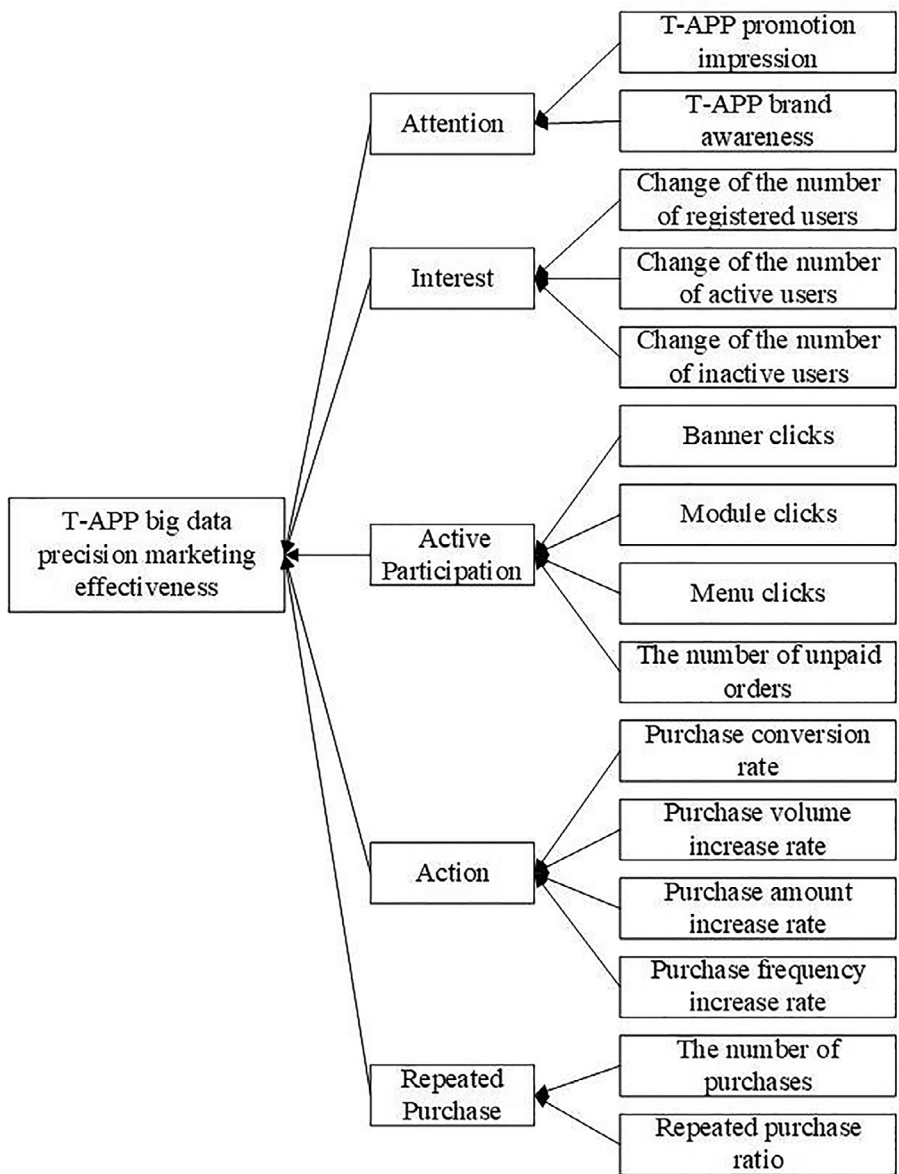 T-APP promotion
impression
T-APP brand
awareness
Attention
Change of the number
of registered users
Change of the number
of active users
Change of the number
of inactive users
Interest
Banner clicks
Module clicks
Menu clicks
The number of unpaid
orders
Active
Participation
T-APP big data
precision marketing
effectiveness
Purchase conversion
rate
Purchase volume
increase rate
Purchase amount
increase rate
Purchase frequency
increase rate
Action
The number of
purchases
Repeated purchase
ratio
Repeated
Purchase